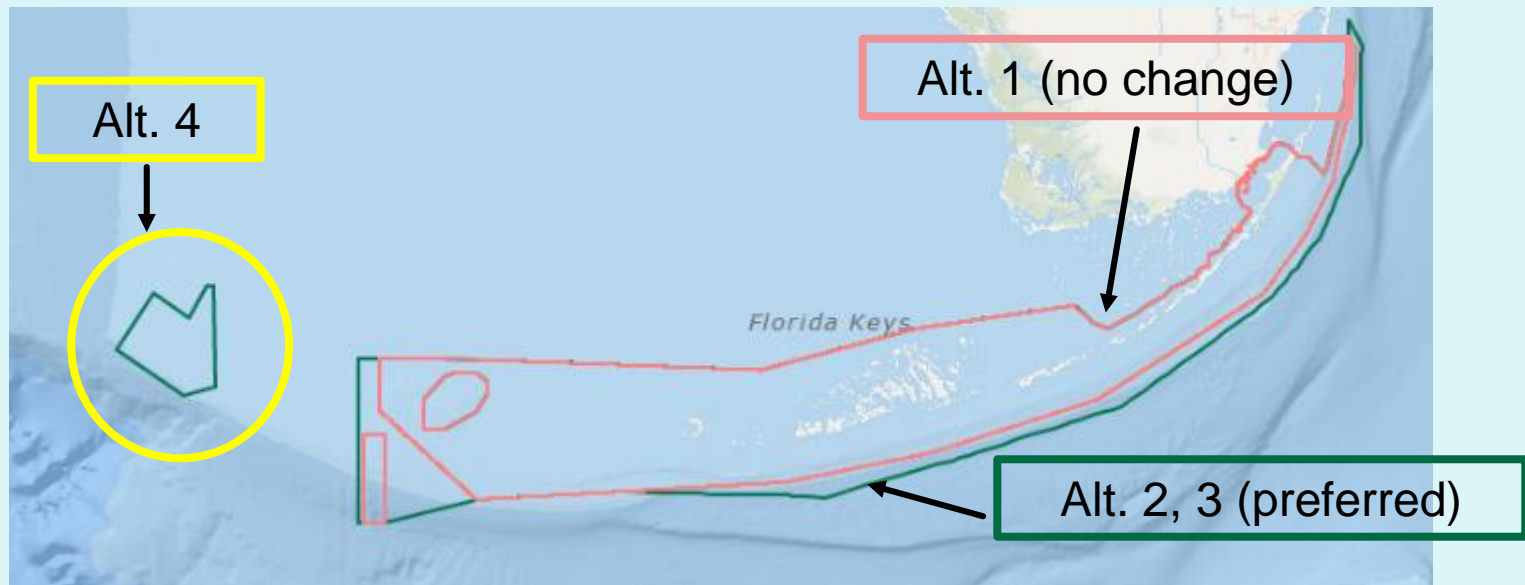 Alt. 1 (no change)
Alt. 4
Florida Keys
Alt. 2, 3 (preferred)